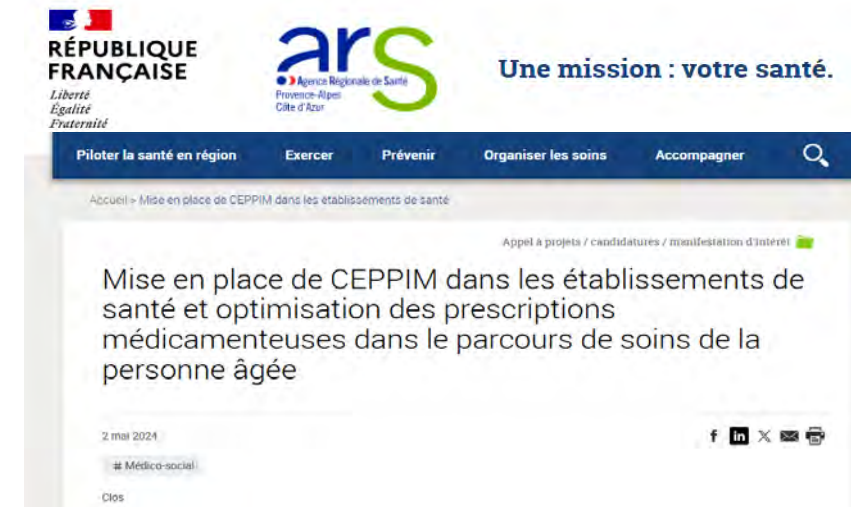 RÉPUBLIQUE
FRANÇAISE
Liberté
Égalité
Fraternité
ars
Agence Régionale de Santé
Provence-Alpes
Côte d'Azur
Une mission : votre santé.
Piloter la santé en région Exercer Prévenir Organiser les soins Accompagner
Accueil > Mise en place de CEPPIM dans les établissements de santé
Appel à projets / candidatures / manifestation d'intérêt
Mise en place de CEPPIM dans les établissements de
santé et optimisation des prescriptions
médicamenteuses dans le parcours de soins de la
personne âgée
2 mai 2024
f in X
# Médico-social
Clos